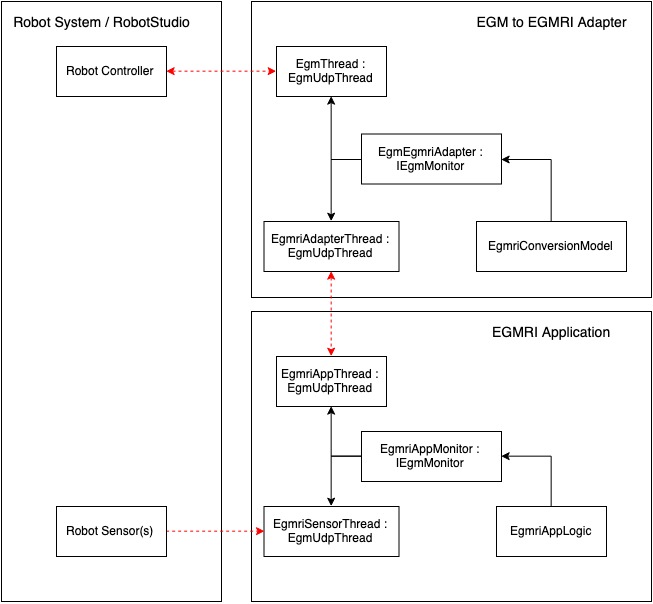 Robot System / RobotStudio
Robot Controller
Robot Sensor(s)
EGM to EGMRI Adapter
EgmThread :
EgmUdpThread
EgmEgmriAdapter :
IEgmMonitor
EgmriAdapterThread :
EgmUdpThread
EgmriConversionModel
EGMRI Application
EgmriAppThread :
EgmUdpThread
EgmriAppMonitor :
IEgmMonitor
EgmriSensorThread :
EgmUdpThread
EgmriAppLogic